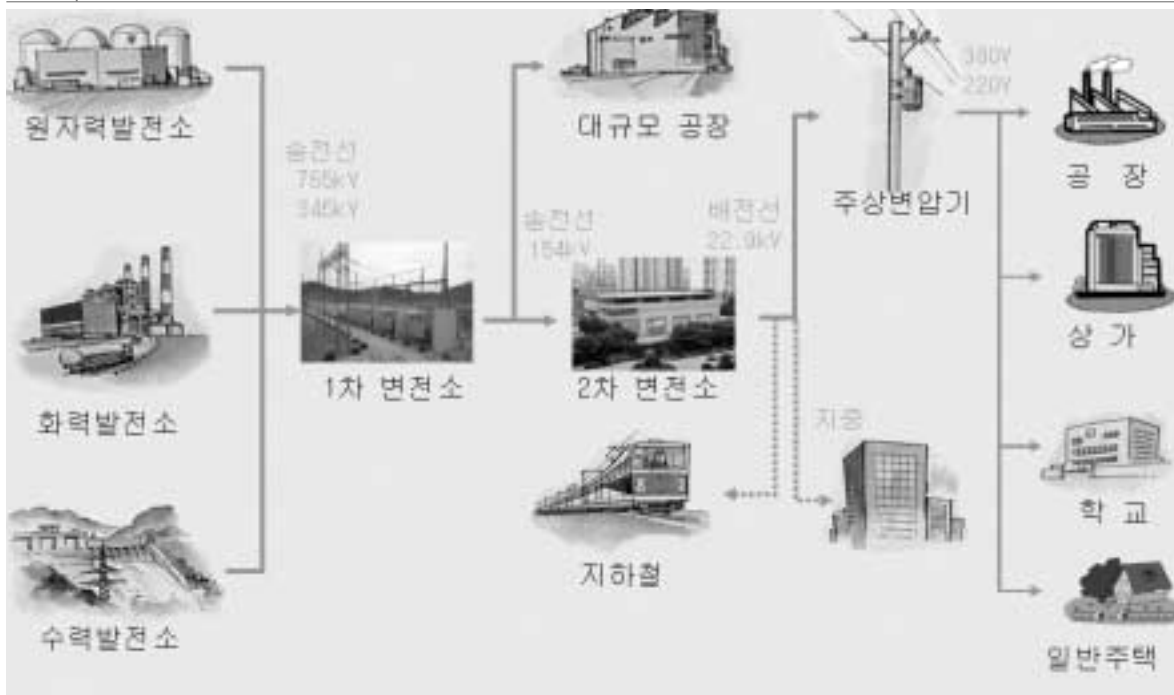 원자력발전소
화력발전소
수력발전소
송전선
765kV
345kV
1차 변전소
대규모 공장
송전선
154kV
2차 변전소
지하철
배전선
22.9kV
지중
주상변압기
380V
220V
공 장
상 가
학 교
일반주택